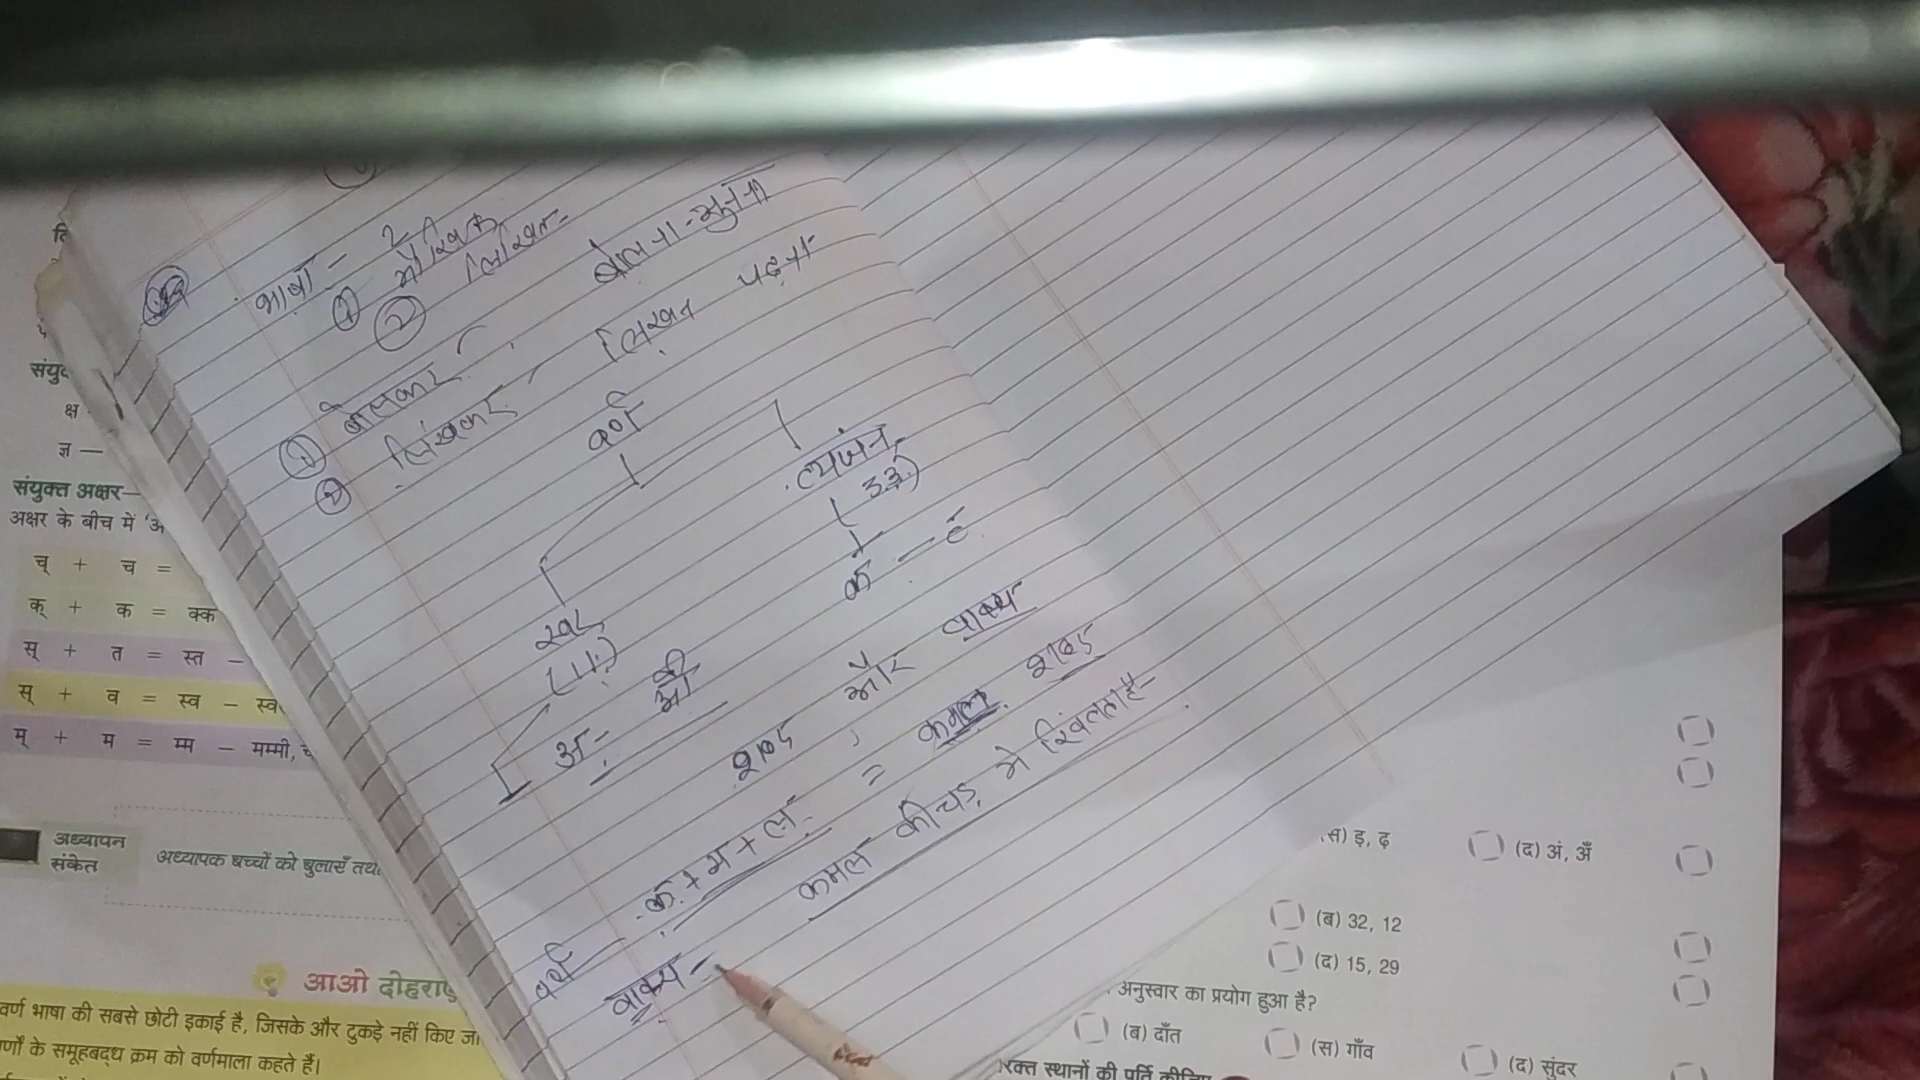 भाषा - 2
① मौखिक
② लिखित -
① बोलकर बोलना - सुनना
② लिखकर लिखन पढ़ना
वर्ण
स्वर व्यंजन
(11) 33)
अ - औ क — ह
शब्द और वाक्य
वर्ण क + म + ल = कमल शब्द
वाक्य = कमल कीचड़ मे खिलता है -
क्ष
ज्ञ —
संयुक्त अक्षर—
अक्षर के बीच में
च् + च =
क् + क = क्क
स् + त = स्त -
स् + व = स्व - स्व
म् + म = म्म - मम्मी,
अध्यापन
संकेत
अध्यापक बच्चों को बुलाएँ
आओ दोहराएँ
वर्ण भाषा की सबसे छोटी इकाई है, जिसके और टुकड़े नहीं किए
के समूहबद्ध क्रम को वर्णमाला कहते हैं।
(स) ड़, ढ़ (द) अं, अँ
(ब) 32, 12
(द) 15, 29
अनुस्वार का प्रयोग हुआ है?
(ब) दाँत (स) गाँव (द) सुंदर
स्थानों की पूर्ति